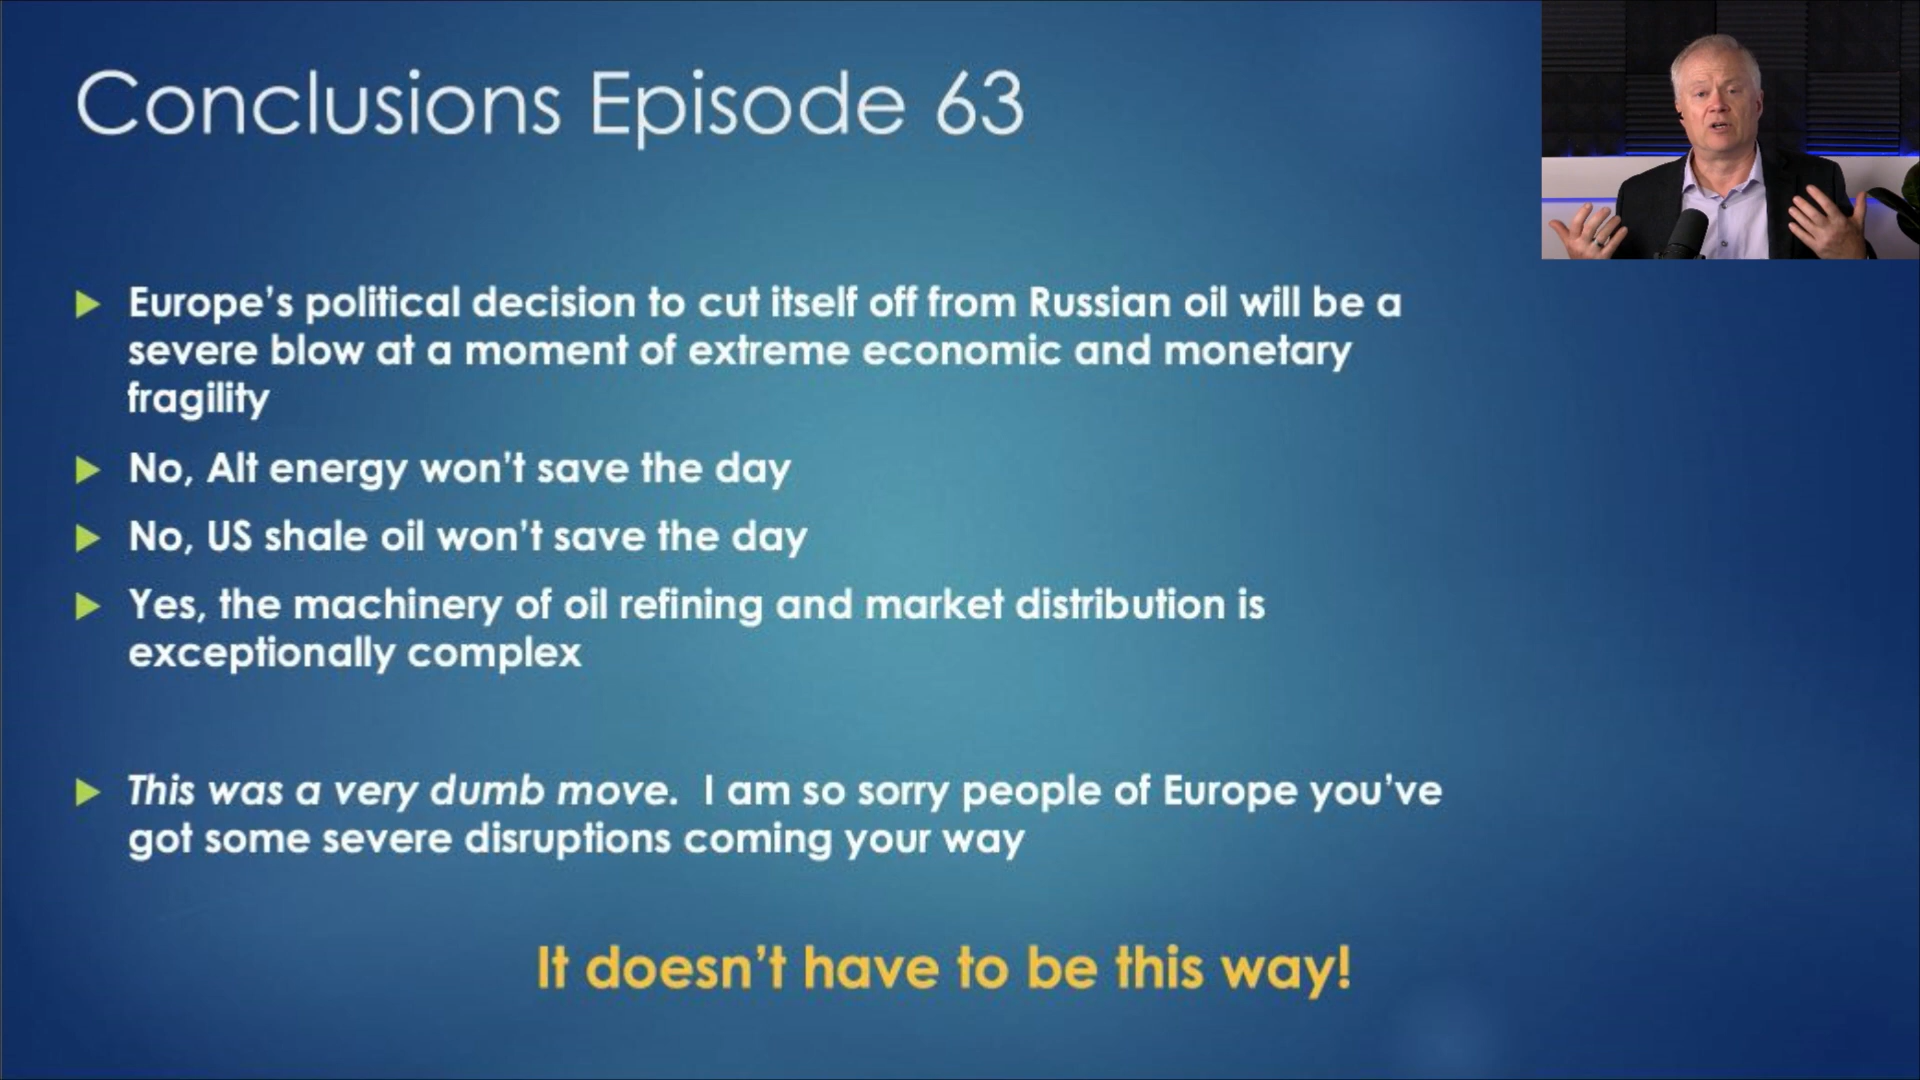 Conclusions Episode 63
Europe's political decision to cut itself off from Russian oil will be a
severe blow at a moment of extreme economic and monetary
fragility
No, Alt energy won't save the day
No, US shale oil won't save the day
Yes, the machinery of oil refining and market distribution is
exceptionally complex
This was a very dumb move.  I am so sorry people of Europe you've
got some severe disruptions coming your way
It doesn't have to be this way!